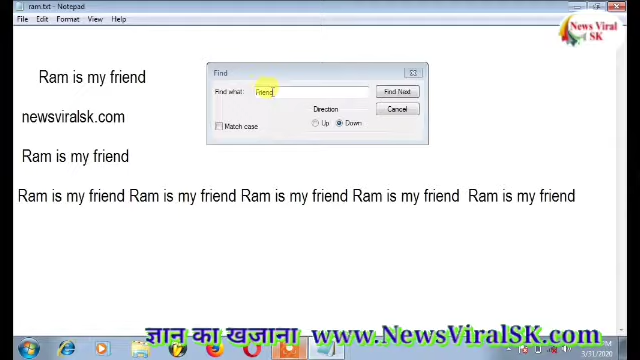 ram.txt - Notepad
File Edit Format View Help
News Viral
SK
Ram is my friend
newsviralsk.com
Ram is my friend
Ram is my friend Ram is my friend Ram is my friend Ram is my friend Ram is my friend
Find
Find what: Friend
Find Next
Direction
Cancel
Match case
Up Down
ज्ञान का खज़ाना www.NewsViralSK.com
3/31/2020